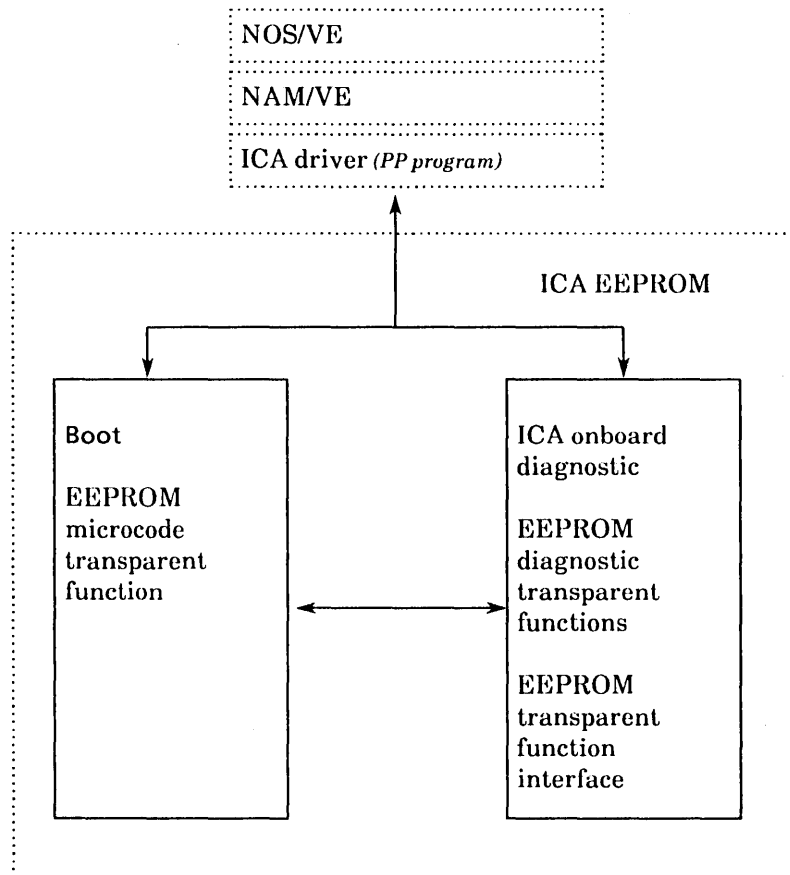 NOS/VE
NAM/VE
ICA driver (PP program)
ICA EEPROM
Boot
EEPROM
microcode
transparent
function
ICA onboard
diagnostic
EEPROM
diagnostic
transparent
functions
EEPROM
transparent
function
interface